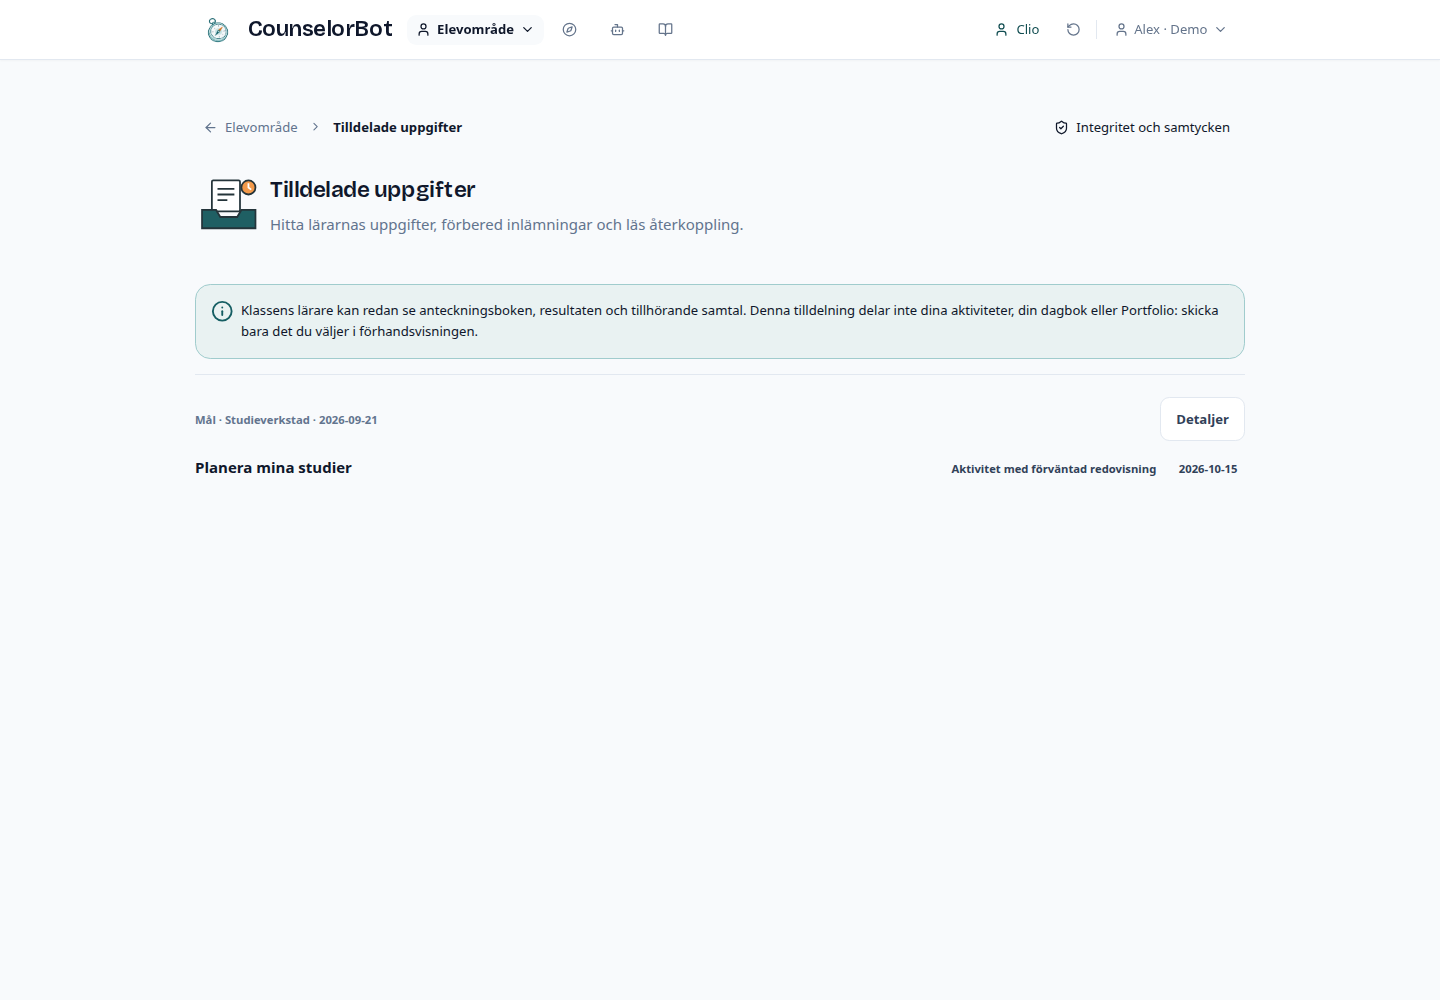 CounselorBot
Elevområde
Clio
Alex · Demo
Elevområde
Tilldelade uppgifter
Integritet och samtycken
Tilldelade uppgifter
Hitta lärarnas uppgifter, förbered inlämningar och läs återkoppling.
Klassens lärare kan redan se anteckningsboken, resultaten och tillhörande samtal. Denna tilldelning delar inte dina aktiviteter, din dagbok eller Portfolio: skicka
bara det du väljer i förhandsvisningen.
Mål · Studieverkstad · 2026-09-21
Detaljer
Planera mina studier
Aktivitet med förväntad redovisning
2026-10-15